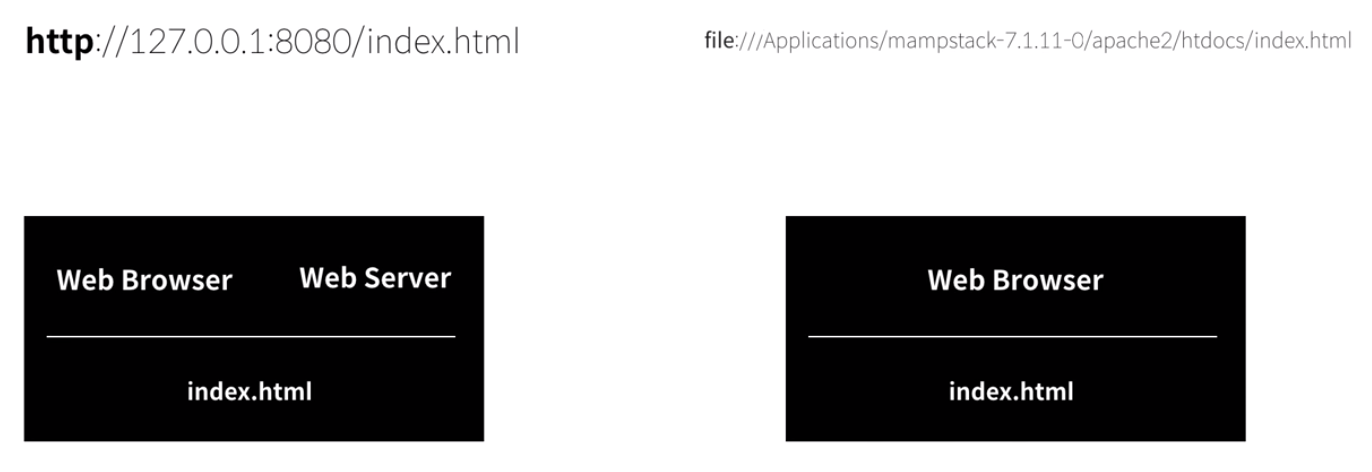 http://127.0.0.1:8080/index.html
file:///Applications/mampstack-7.1.11-0/apache2/htdocs/index.html
Web Browser Web Server
index.html
Web Browser
index.html